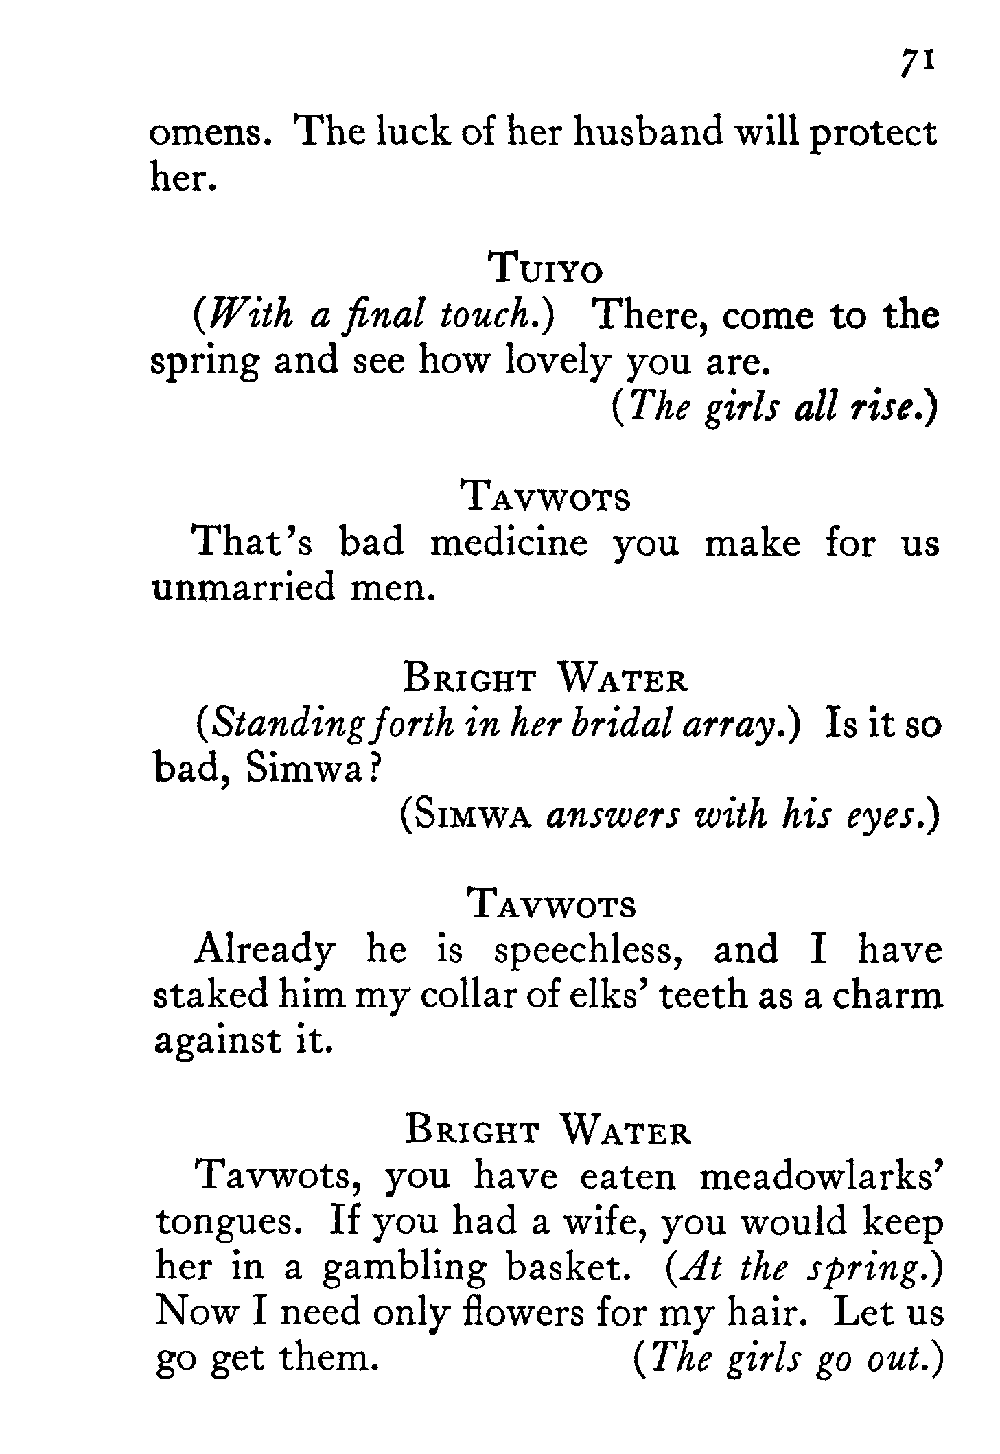 71
omens. The luck of her husband will protect
her.
Tuiyo
(With a final touch.) There, come to the
spring and see how lovely you are.
(The girls all rise.)
Tavwots
That's bad medicine you make for us
unmarried men.
Bright Water
(Standing forth in her bridal array.) Is it so
bad, Simwa?
(Simwa answers with his eyes.)
Tavwots
Already he is speechless, and I have
staked him my collar of elks' teeth as a charm
against it.
Bright Water
Tavwots, you have eaten meadowlarks'
tongues. If you had a wife, you would keep
her in a gambling basket. (At the spring.)
Now I need only flowers for my hair. Let us
go get them. (The girls go out.)